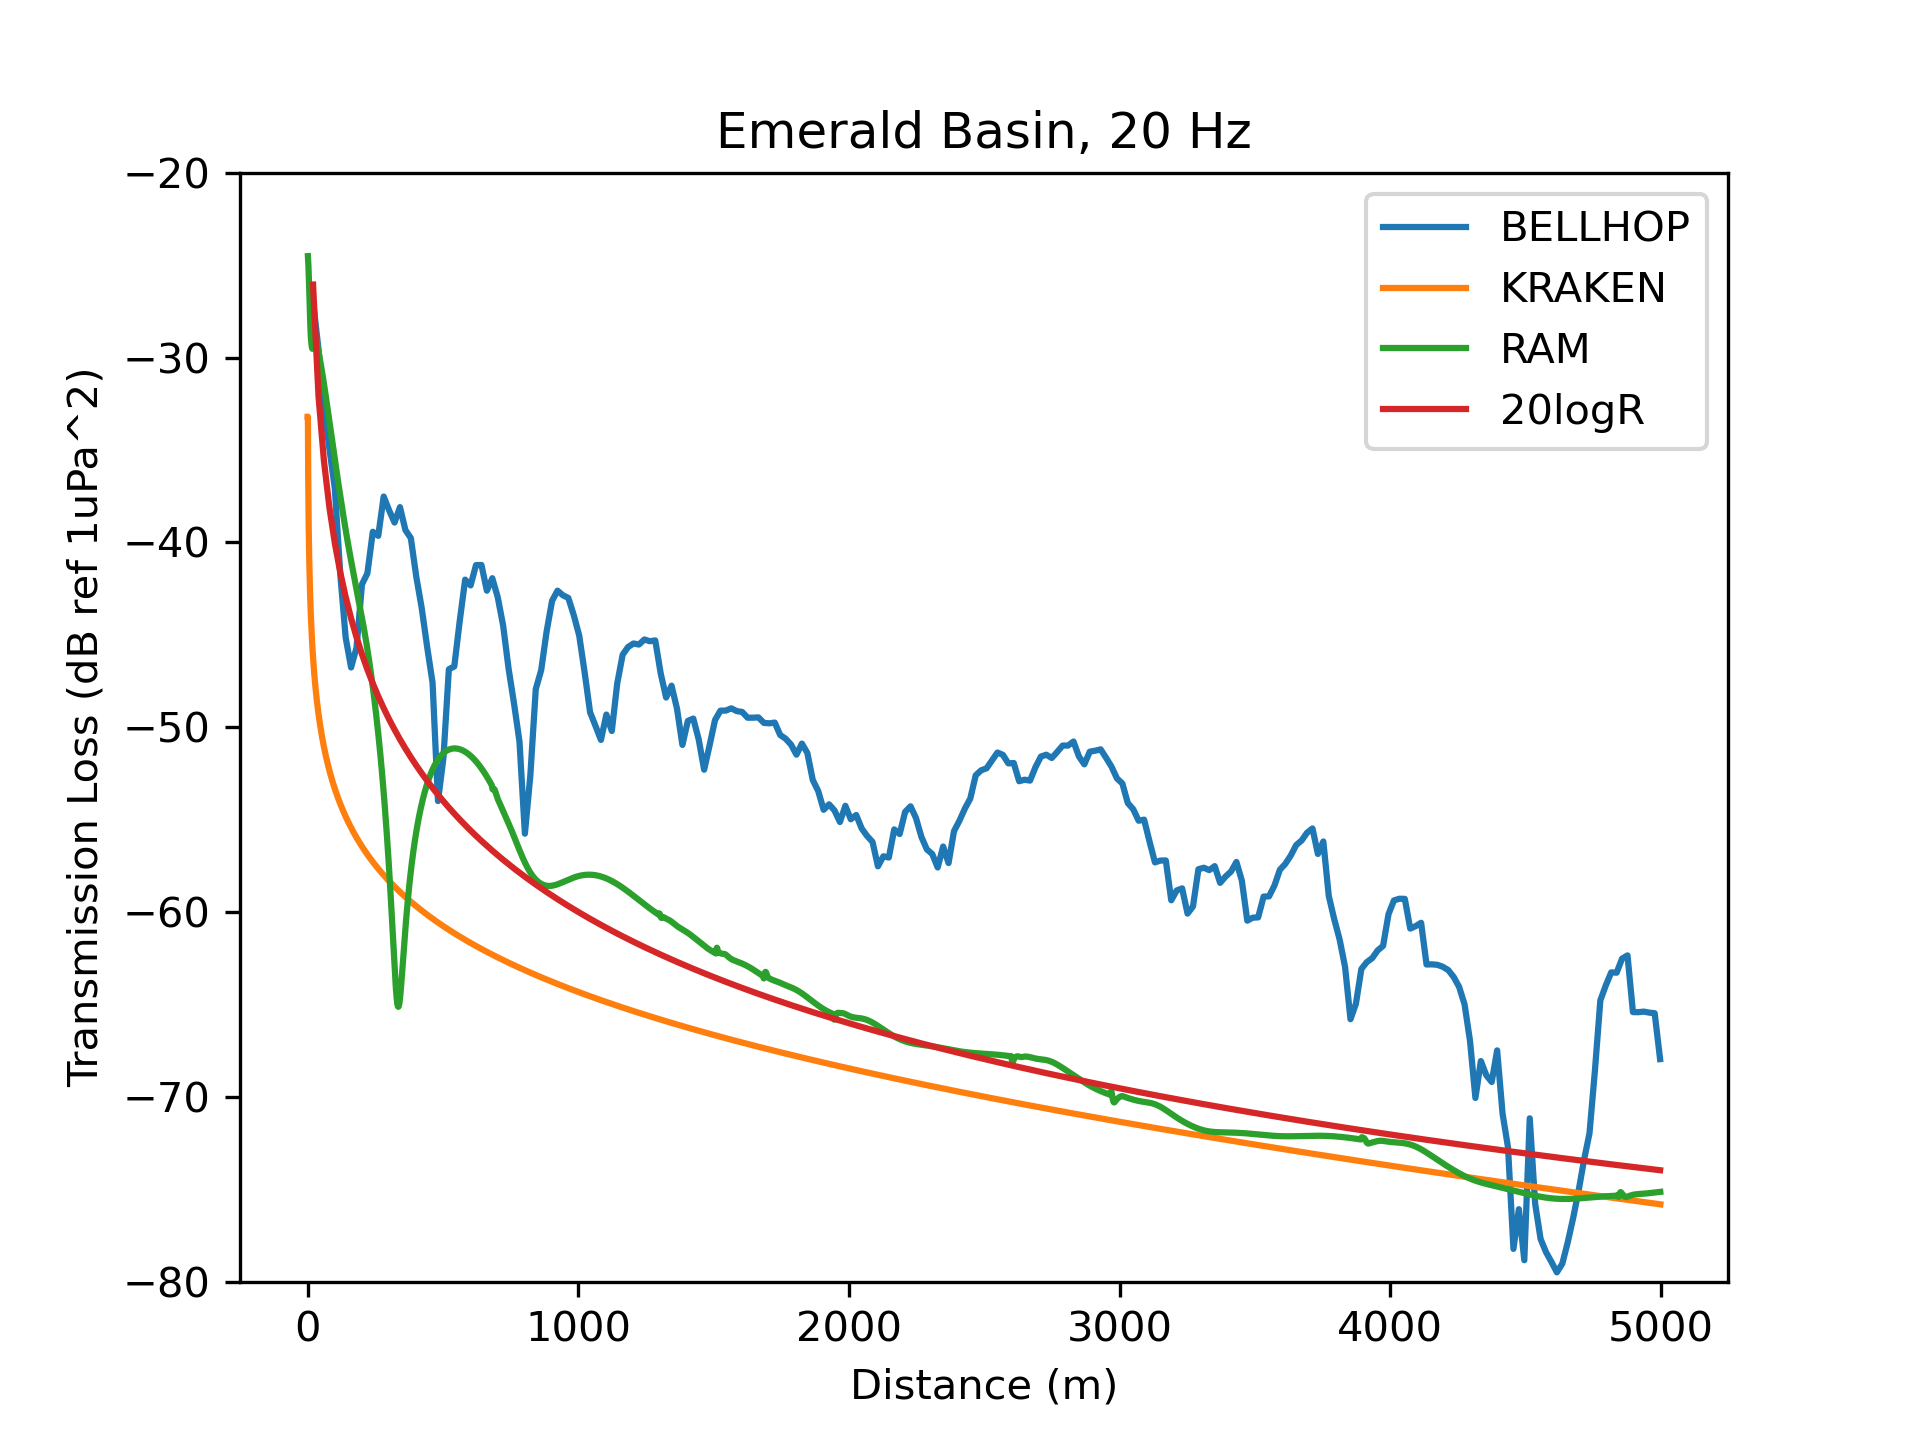 Emerald Basin, 20 Hz
−20
−30
−40
−50
−60
−70
−80
Transmission Loss (dB ref 1uPa^2)
BELLHOP
KRAKEN
RAM
20logR
0 1000 2000 3000 4000 5000
Distance (m)